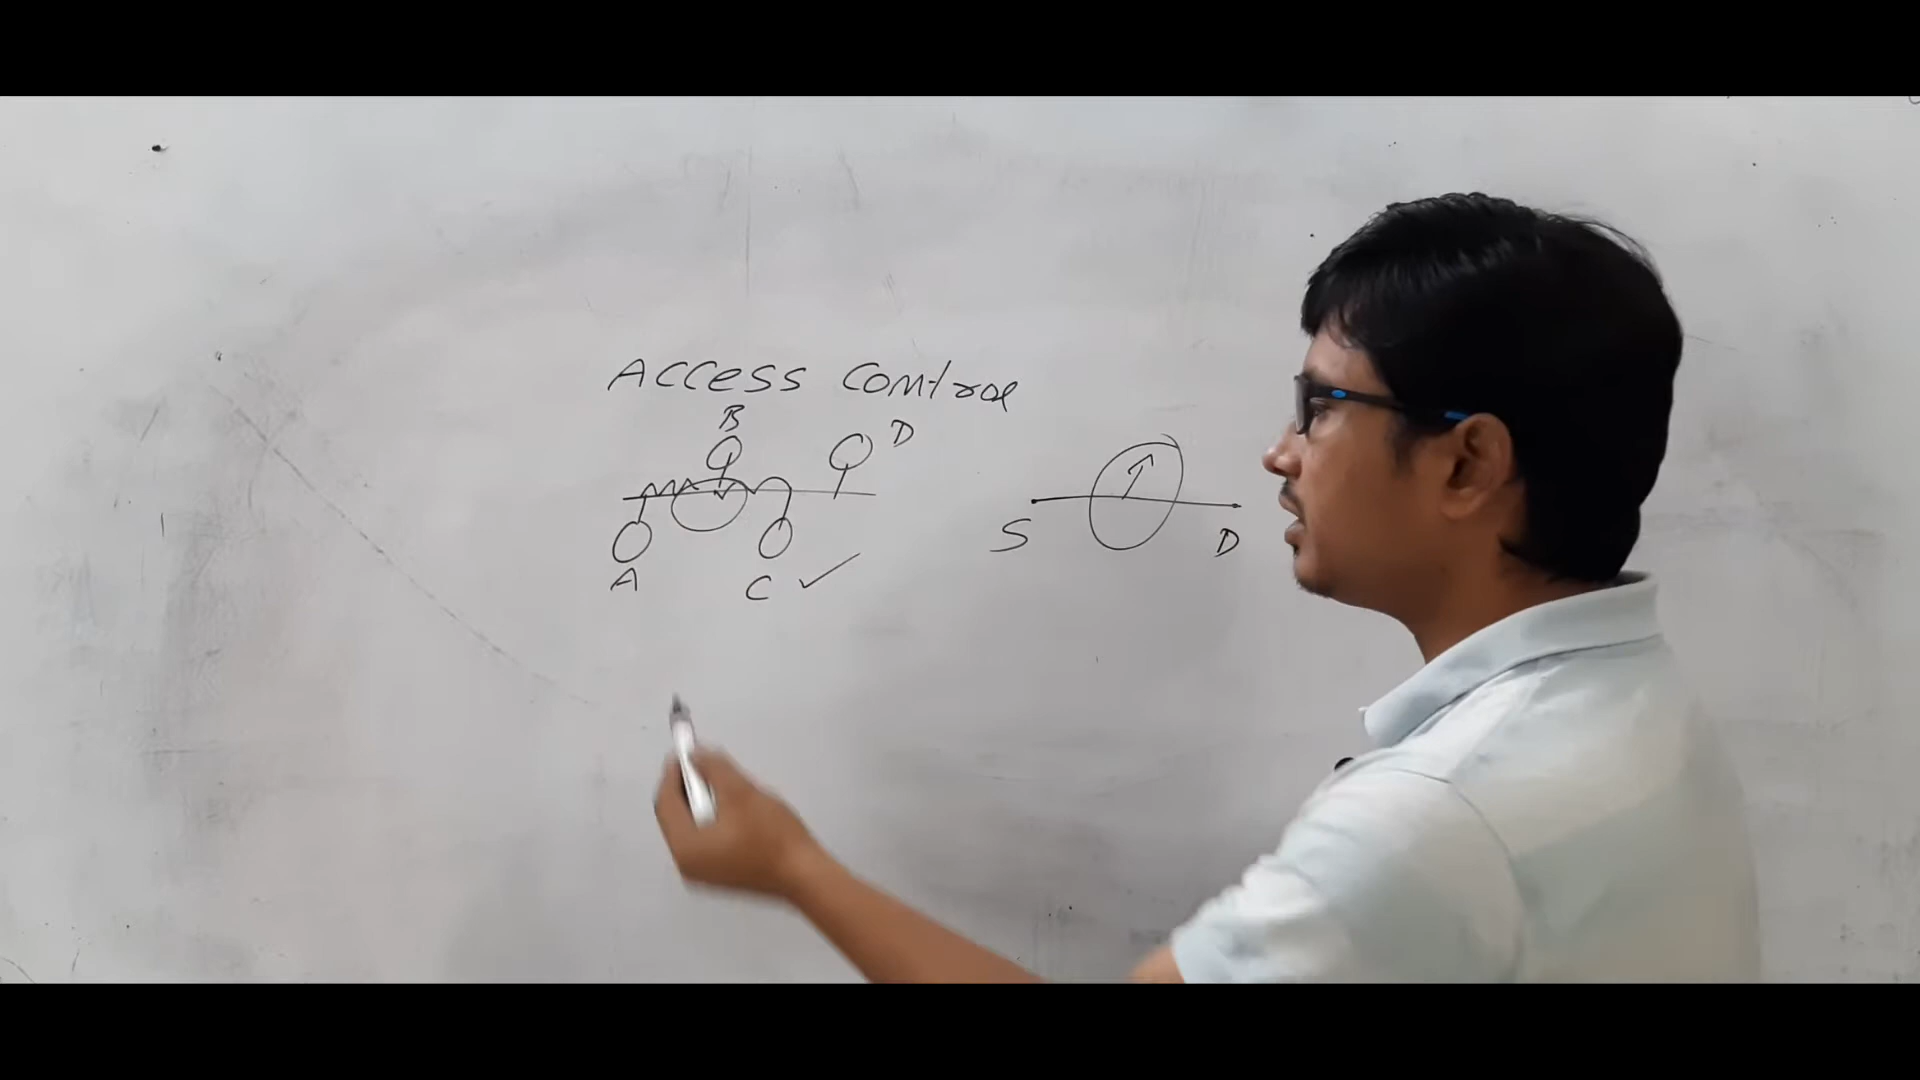 ACCESS Control
B
D
A
C ✓
S
D